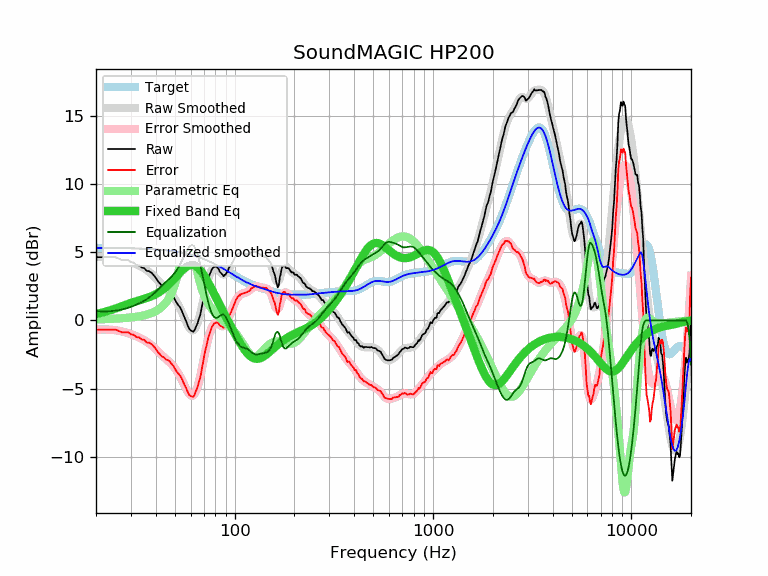 SoundMAGIC HP200
Target
Raw Smoothed
Error Smoothed
Raw
Error
Parametric Eq
Fixed Band Eq
Equalization
Equalized smoothed
Amplitude (dBr)
15
10
5
0
−5
−10
100
1000
10000
Frequency (Hz)